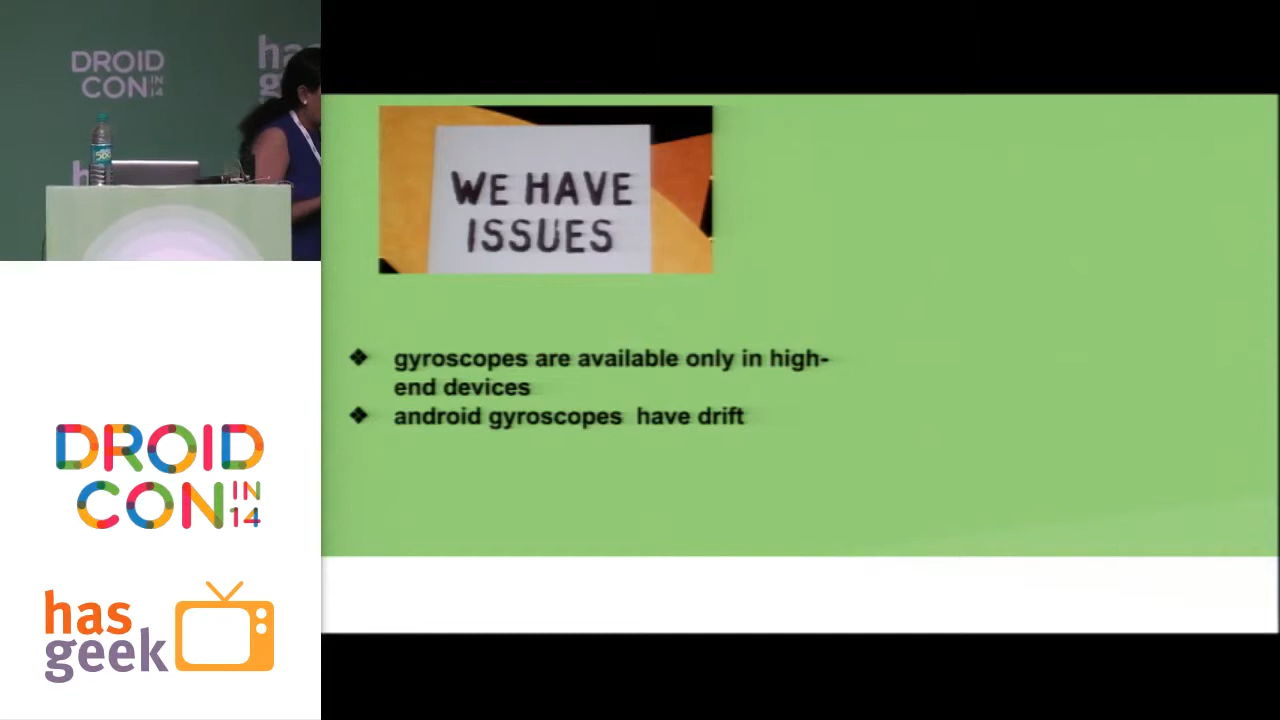 DROID
CON IN
14
has
g
h
WE HAVE
ISSUES
❖ gyroscopes are available only in high-
end devices
❖ android gyroscopes have drift
DROID
CON IN
14
has
geek